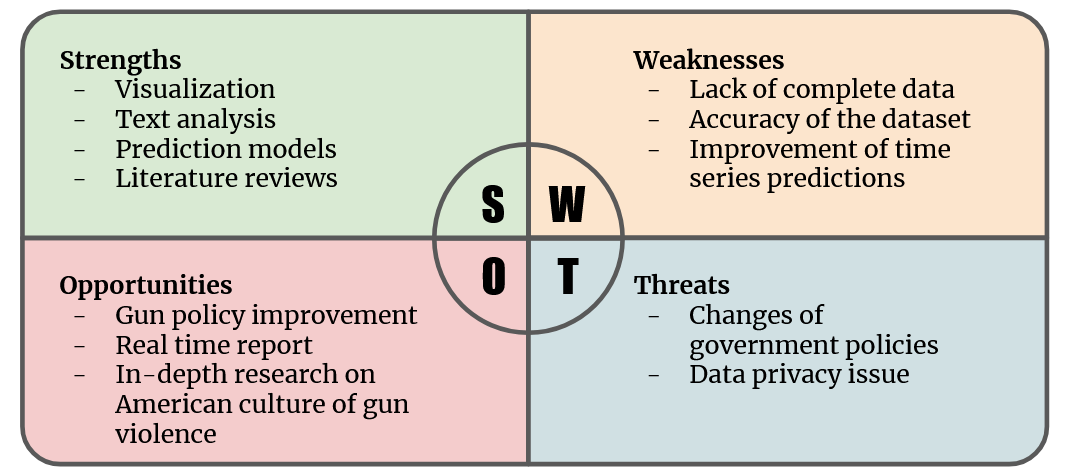 Strengths
- Visualization
- Text analysis
- Prediction models
- Literature reviews
Weaknesses
- Lack of complete data
- Accuracy of the dataset
- Improvement of time
series predictions
S W
O T
Opportunities
- Gun policy improvement
- Real time report
- In-depth research on
American culture of gun
violence
Threats
- Changes of
government policies
- Data privacy issue